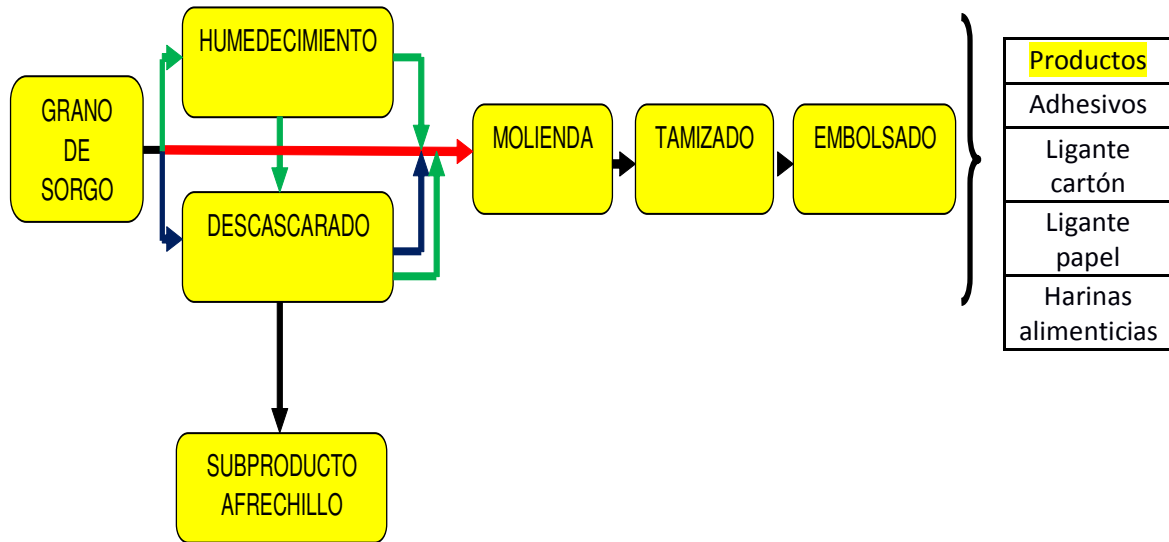 HUMEDECIMIENTO
GRANO
DE
SORGO
MOLIENDA
TAMIZADO
EMBOLSADO
DESCASCARADO
SUBPRODUCTO
AFRECHILLO
Productos
Adhesivos
Ligante
cartón
Ligante
papel
Harinas
alimenticias